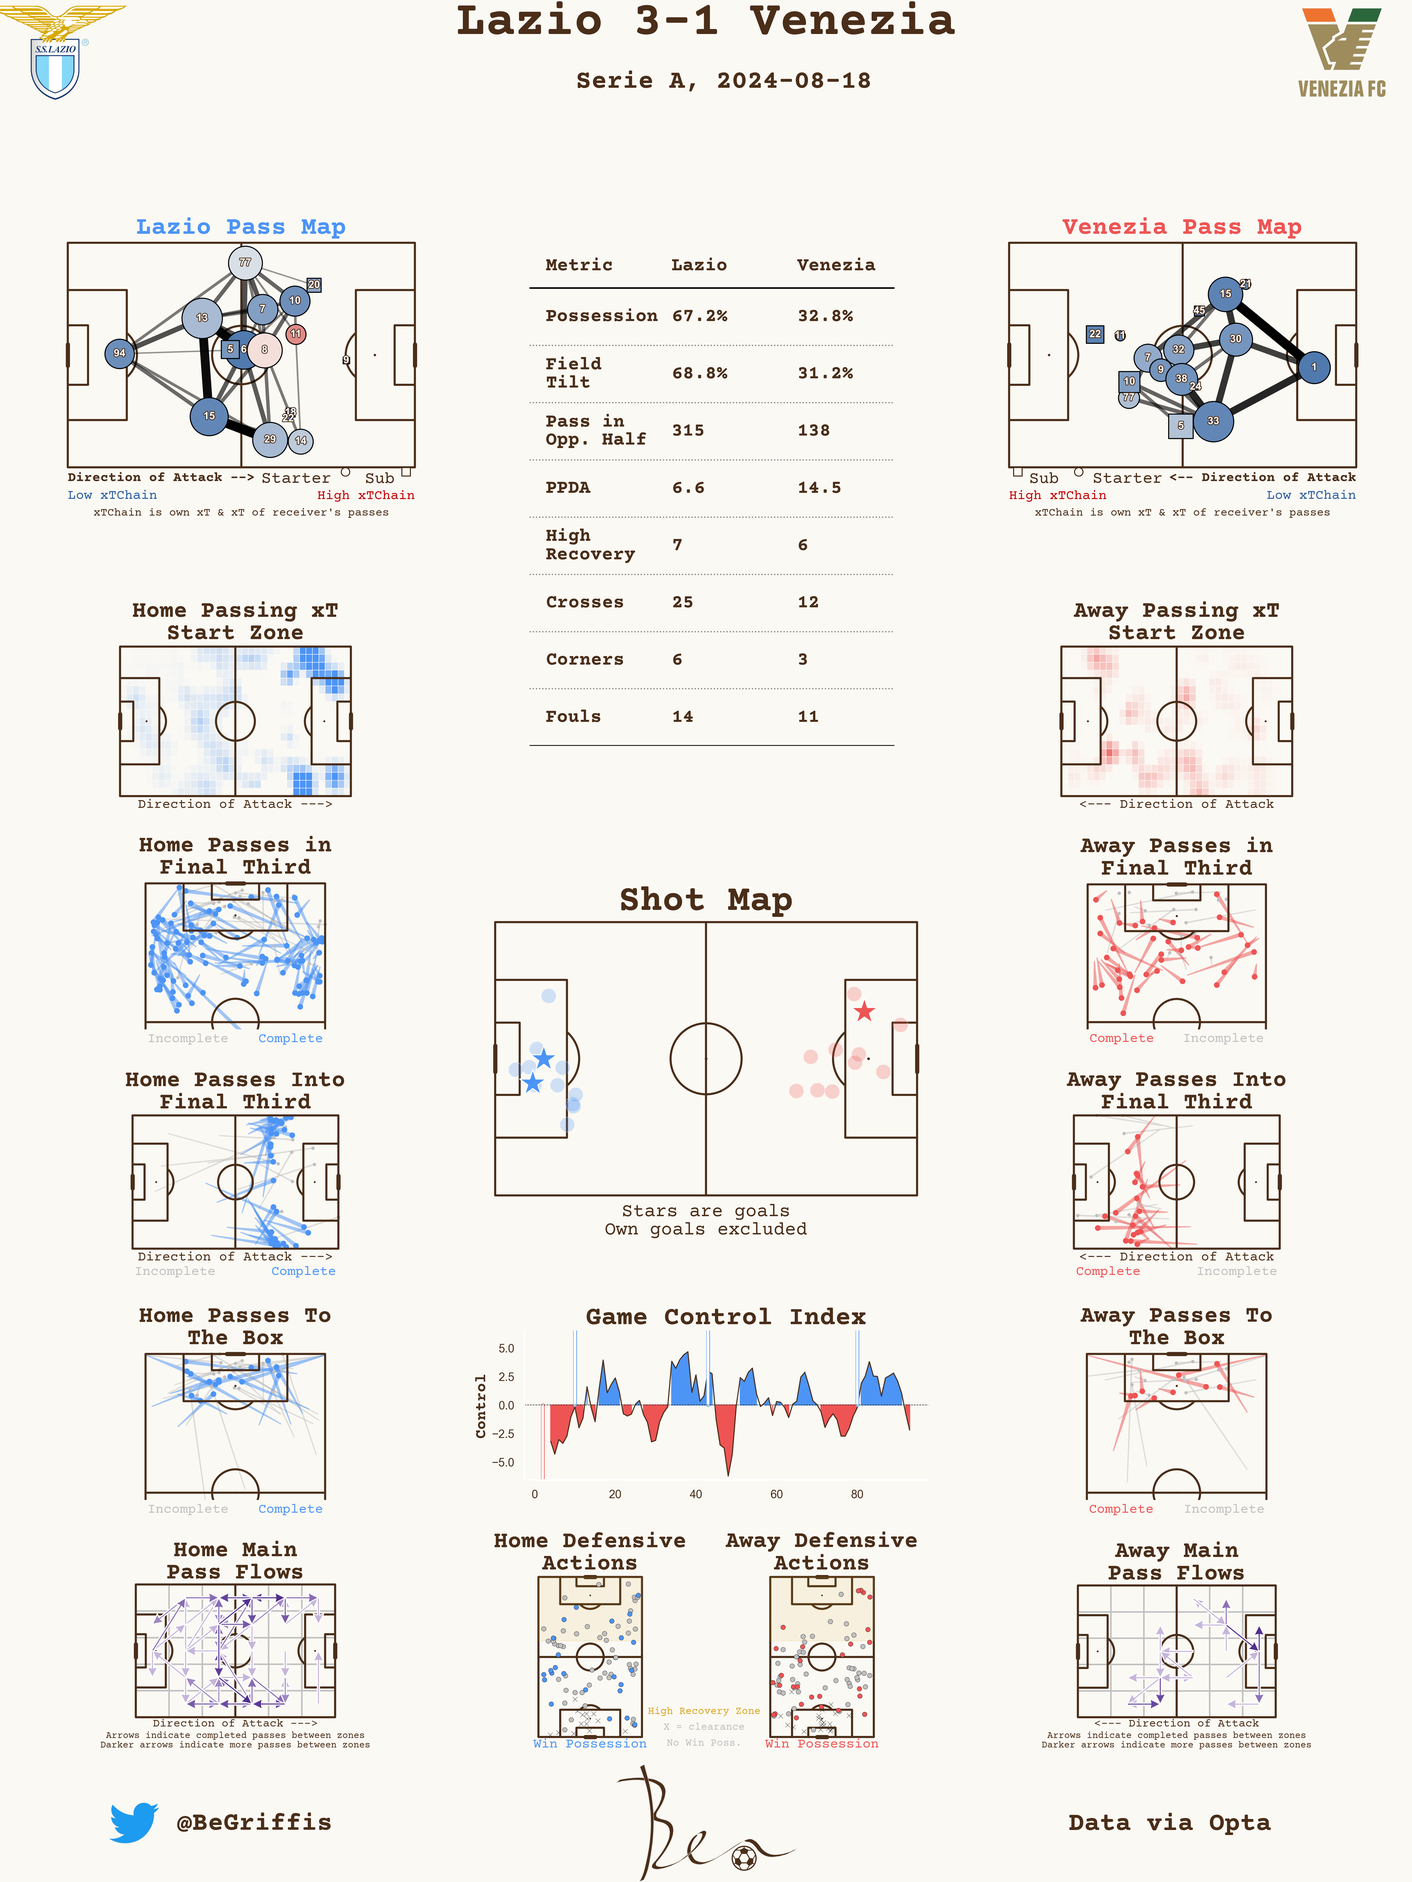 Lazio 3-1 Venezia
Serie A, 2024-08-18
S.S.LAZIO
®
VENEZIA FC
Lazio Pass Map
77
20
10
7
13
11
5
6
8
94
9
18
22
15
29
14
Direction of Attack --> Starter Sub
Low xTChain High xTChain
xTChain is own xT & xT of receiver's passes
Metric Lazio Venezia
Possession 67.2% 32.8%
Field
Tilt 68.8% 31.2%
Pass in
Opp. Half 315 138
PPDA 6.6 14.5
High
Recovery 7 6
Crosses 25 12
Corners 6 3
Fouls 14 11
Venezia Pass Map
21
15
45
22
11
30
32
7
9
1
10
38
24
77
5
33
Sub Starter <-- Direction of Attack
High xTChain Low xTChain
xTChain is own xT & xT of receiver's passes
Home Passing xT
Start Zone
Direction of Attack --->
Away Passing xT
Start Zone
<--- Direction of Attack
Home Passes in
Final Third
Incomplete Complete
Away Passes in
Final Third
Complete Incomplete
Shot Map
Stars are goals
Own goals excluded
Home Passes Into
Final Third
Direction of Attack --->
Incomplete Complete
Away Passes Into
Final Third
<--- Direction of Attack
Complete Incomplete
Home Passes To
The Box
Incomplete Complete
Game Control Index
Control
5.0
2.5
0.0
−2.5
−5.0
0 20 40 60 80
Away Passes To
The Box
Complete Incomplete
Home Main
Pass Flows
Direction of Attack --->
Arrows indicate completed passes between zones
Darker arrows indicate more passes between zones
Home Defensive
Actions
Win Possession
Away Defensive
Actions
Win Possession
High Recovery Zone
X = clearance
No Win Poss.
Away Main
Pass Flows
<--- Direction of Attack
Arrows indicate completed passes between zones
Darker arrows indicate more passes between zones
@BeGriffis
Ben
Data via Opta